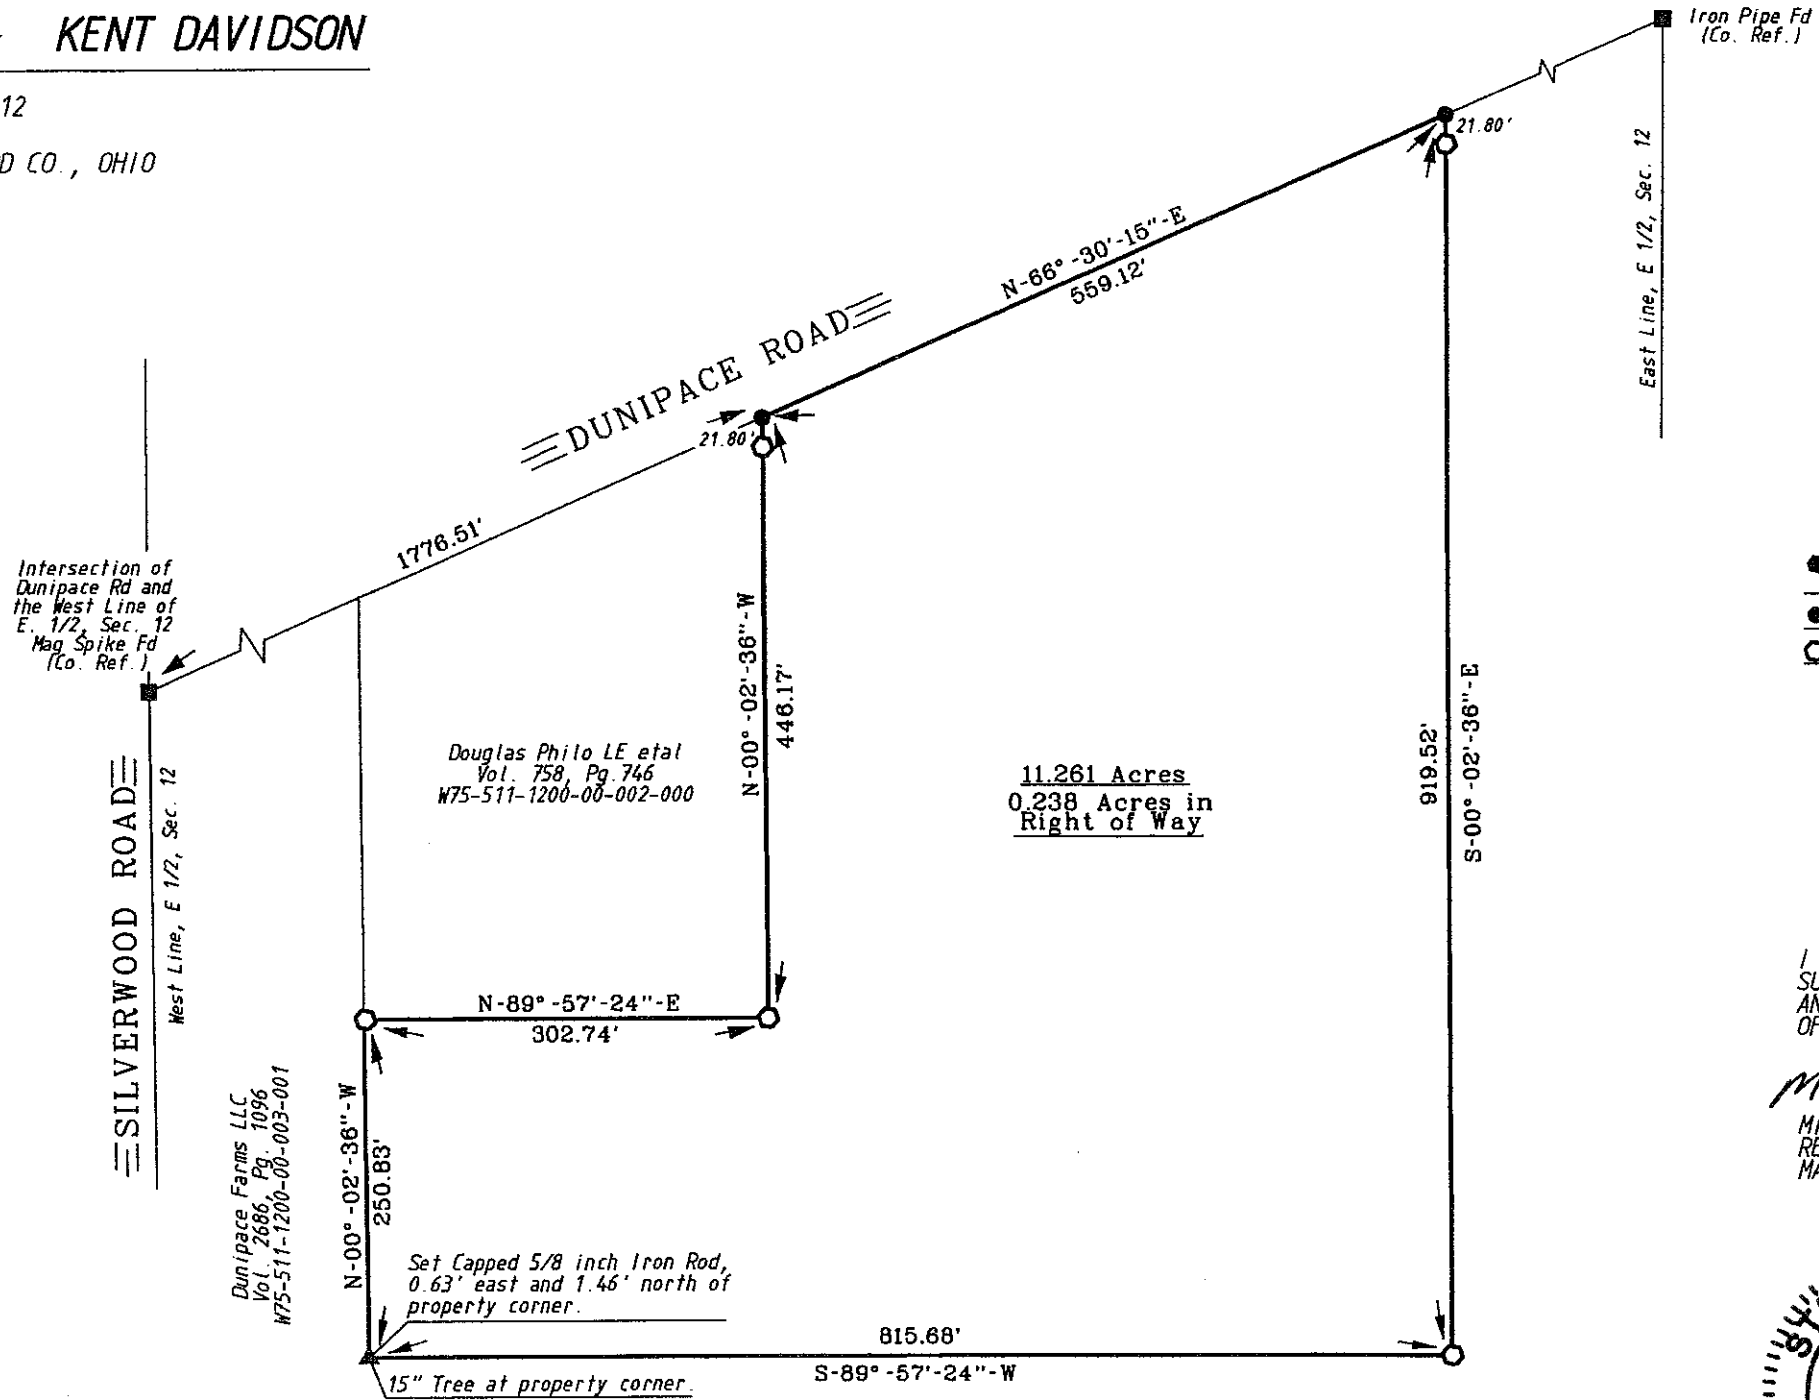 KENT DAVIDSON
12
D CO., OHIO
Iron Pipe Fd
(Co. Ref.)
21.80'
East Line, E 1/2, Sec. 12
N-66°-30'-15"-E
559.12'
DUNIPACE ROAD
21.80'
1776.51'
Intersection of
Dunipace Rd and
the West Line of
E. 1/2, Sec. 12
Mag Spike Fd
(Co. Ref.)
SILVERWOOD ROAD
West Line, E 1/2, Sec. 12
Douglas Philo LE etal
Vol. 758, Pg.746
W75-511-1200-00-002-000
N-00°-02'-36"-W
446.17'
11.261 Acres
0.238 Acres in
Right of Way
919.52'
S-00°-02'-36"-E
N-89°-57'-24"-E
302.74'
Dunipace Farms LLC
Vol. 2686, Pg. 1096
W75-511-1200-00-003-001
N-00°-02'-36"-W
250.83'
Set Capped 5/8 inch Iron Rod,
0.63' east and 1.46' north of
property corner.
815.68'
S-89°-57'-24"-W
15" Tree at property corner.
I
SU
AN
OF
M
MI
RE
MA
S